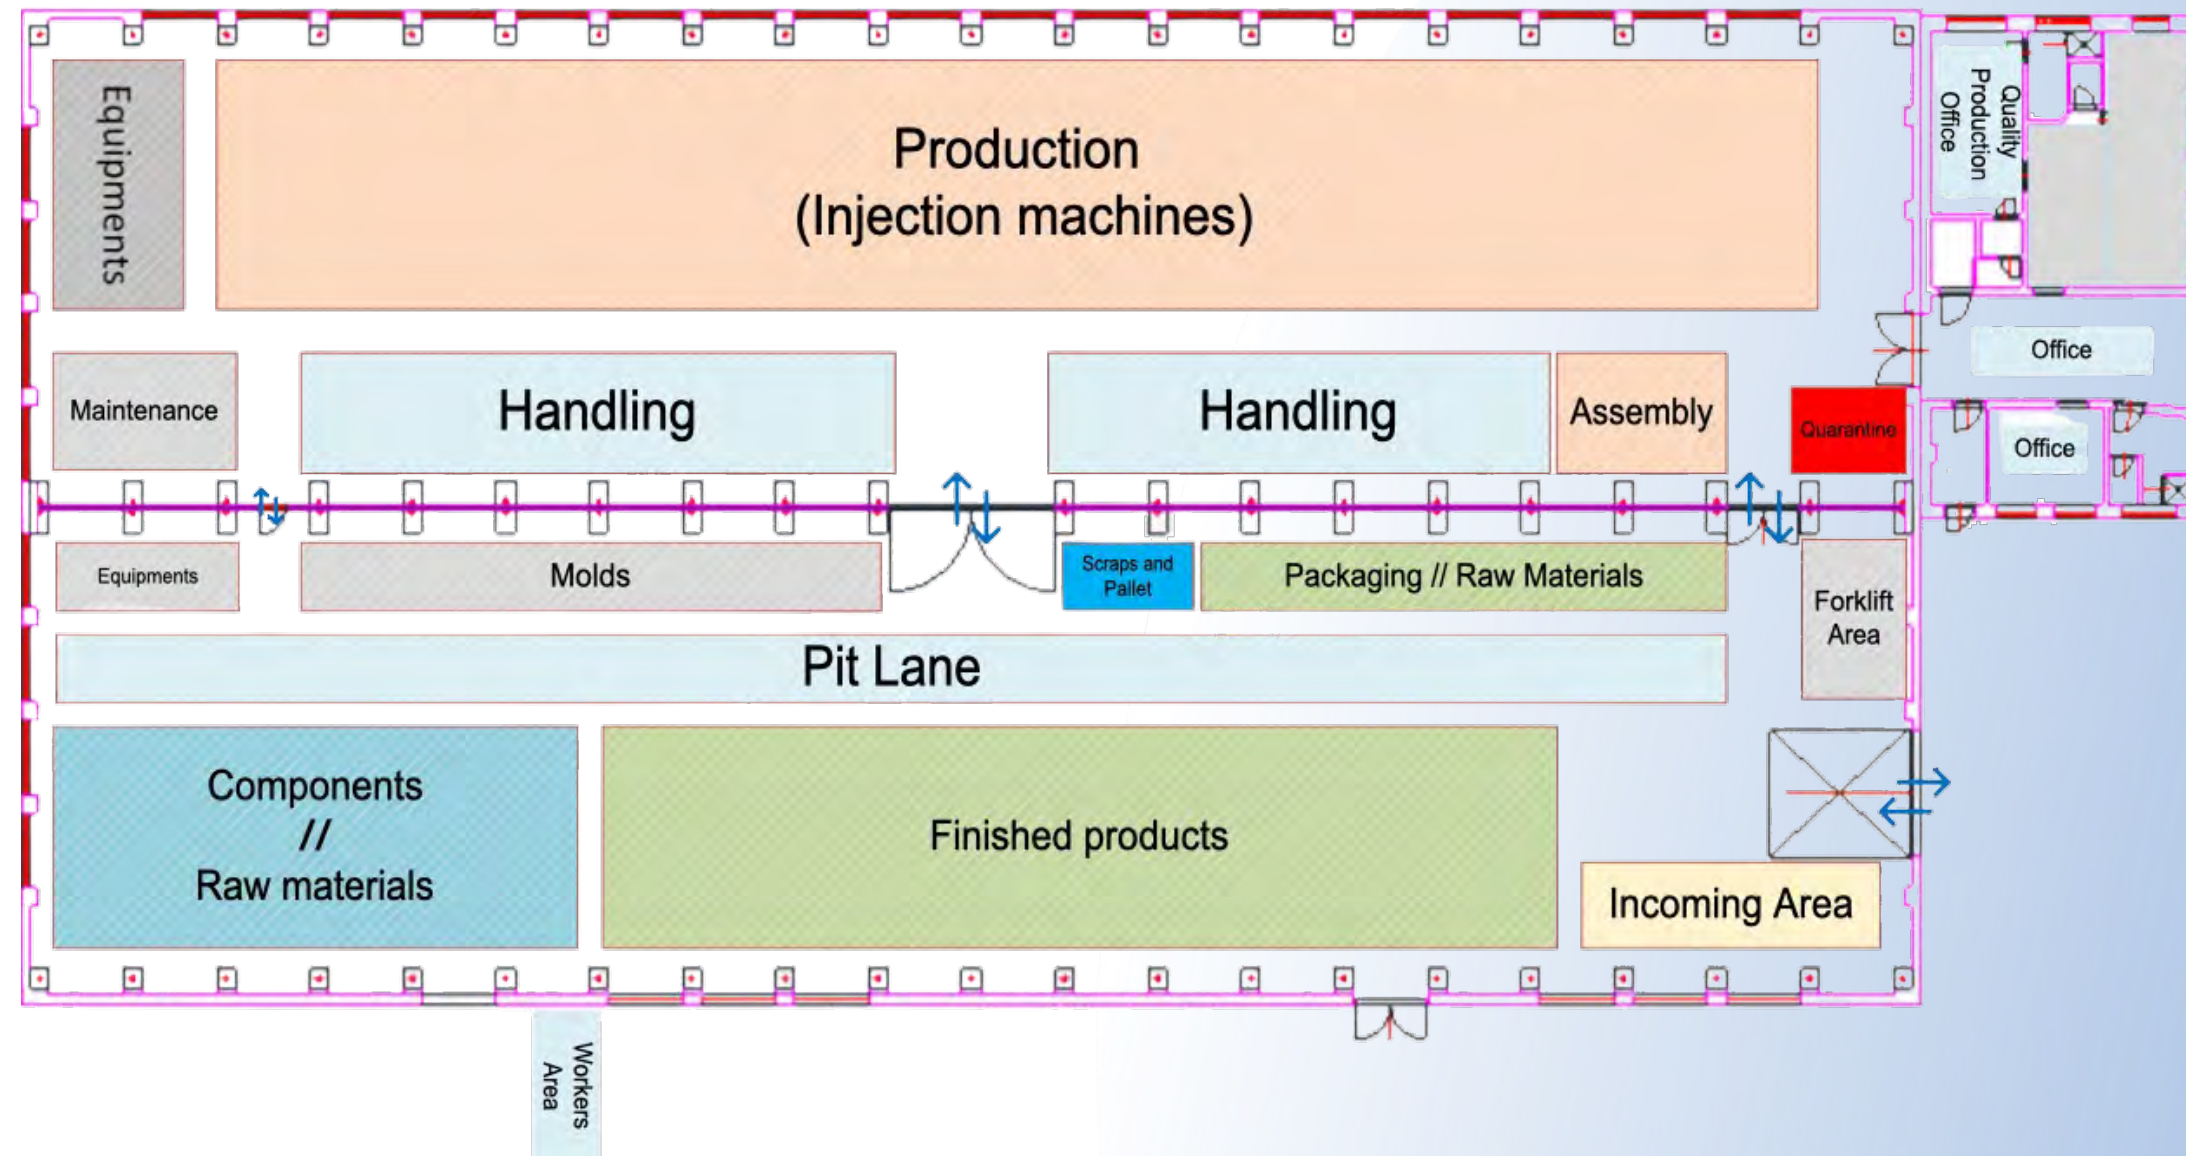 Equipments
Production
(Injection machines)
Quality
Production
Office
Office
Maintenance
Handling
Handling
Assembly
Quarantine
Office
Equipments
Molds
Scraps and
Pallet
Packaging // Raw Materials
Forklift
Area
Pit Lane
Components
//
Raw materials
Finished products
Incoming Area
Workers
Area